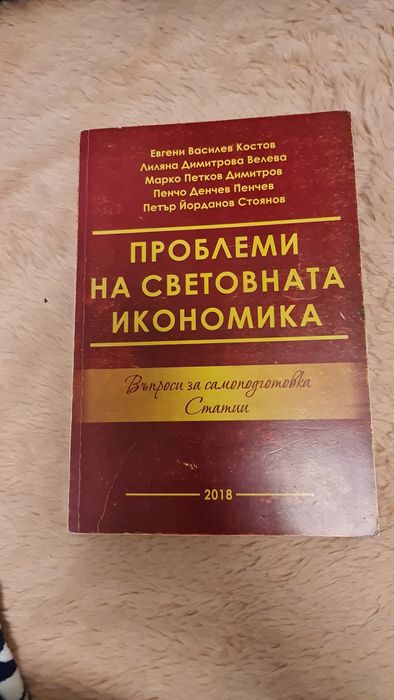 Евгени Василев Костов
Лиляна Димитрова Велева
Марко Петков Димитров
Пенчо Денчев Пенчев
Петър Йорданов Стоянов
ПРОБЛЕМИ
НА СВЕТОВНАТА
ИКОНОМИКА
Въпроси за самоподготовка
Статии
2018